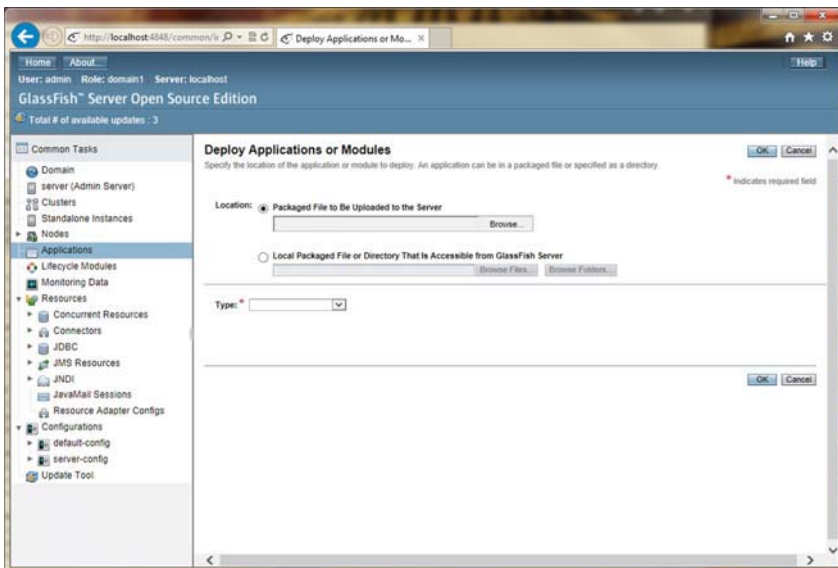 http://localhost:4848/common/i
Deploy Applications or Mo...
Home About...
Help
User: admin Role: domain1 Server: localhost
GlassFish™ Server Open Source Edition
Total # of available updates : 3
Common Tasks
Domain
server (Admin Server)
Clusters
Standalone Instances
Nodes
Applications
Lifecycle Modules
Monitoring Data
Resources
Concurrent Resources
Connectors
JDBC
JMS Resources
JNDI
JavaMail Sessions
Resource Adapter Configs
Configurations
default-config
server-config
Update Tool
Deploy Applications or Modules
OK Cancel
Specify the location of the application or module to deploy. An application can be in a packaged file or specified as a directory.
* Indicates required field
Location: Packaged File to Be Uploaded to the Server
Browse...
Local Packaged File or Directory That Is Accessible from GlassFish Server
Browse Files... Browse Folders...
Type: *
OK Cancel